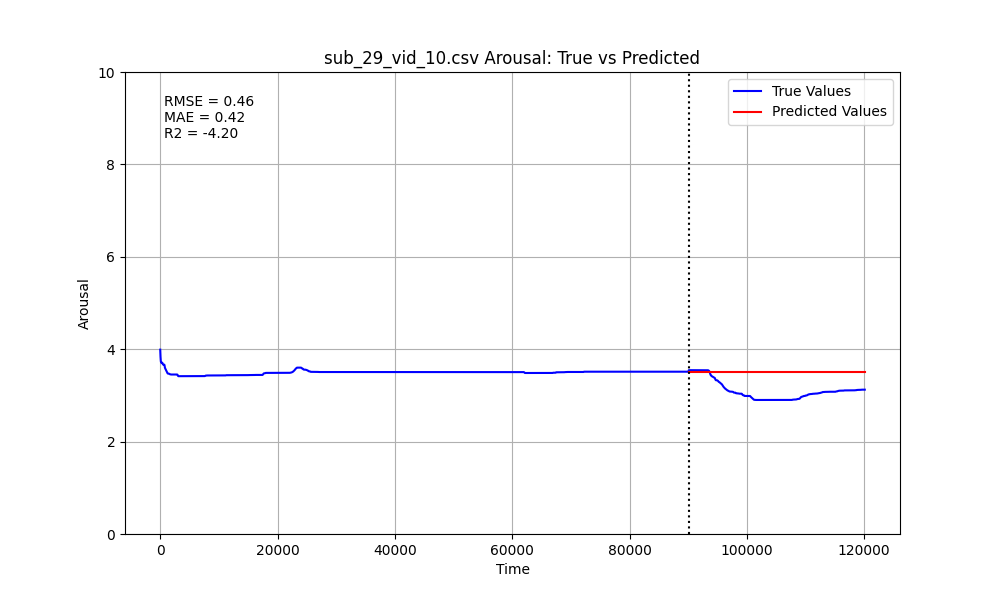 sub_29_vid_10.csv Arousal: True vs Predicted
RMSE = 0.46
MAE = 0.42
R2 = -4.20
True Values
Predicted Values
10
8
6
4
2
0
Arousal
0
20000
40000
60000
80000
100000
120000
Time